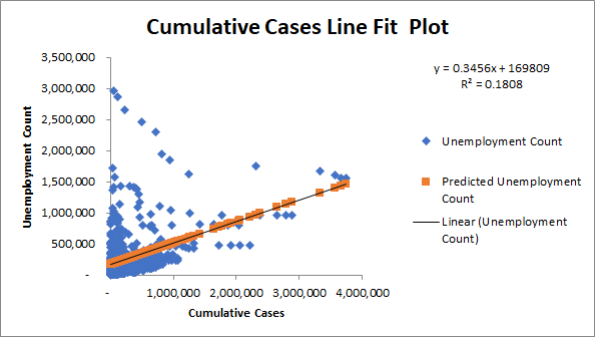 Cumulative Cases Line Fit Plot
3,500,000
3,000,000
2,500,000
2,000,000
1,500,000
1,000,000
500,000
-
Unemployment Count
-
1,000,000
2,000,000
3,000,000
4,000,000
Cumulative Cases
y = 0.3456x + 169809
R² = 0.1808
Unemployment Count
Predicted Unemployment
Count
Linear (Unemployment
Count)